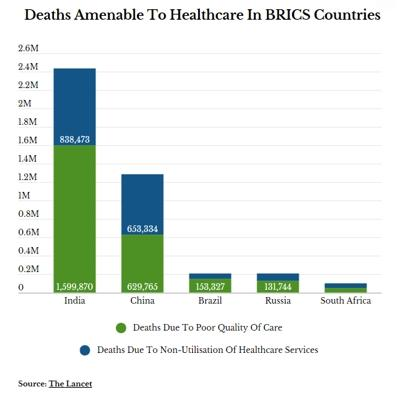 Deaths Amenable To Healthcare In BRICS Countries
2.6M
2.4M
2.2M
2M
1.8M
838,473
1.6M
1.4M
1.2M
1M
0.8M
653,334
0.6M
0.4M
0.2M
0
1,599,870
629,765
153,327
131,744
India China Brazil Russia South Africa
Deaths Due To Poor Quality Of Care
Deaths Due To Non-Utilisation Of Healthcare Services
Source: The Lancet